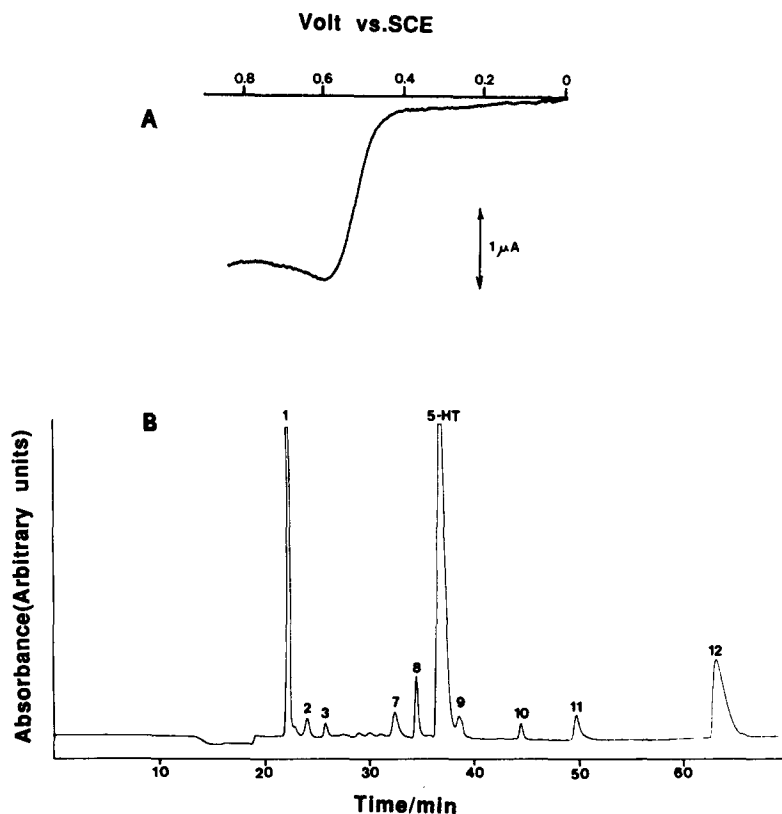 Volt vs.SCE
0.8 0.6 0.4 0.2 0
A
1 µA
B
1 5-HT
12
8
7 9 11
2 3 10
Absorbance(Arbitrary units)
10 20 30 40 50 60
Time/min